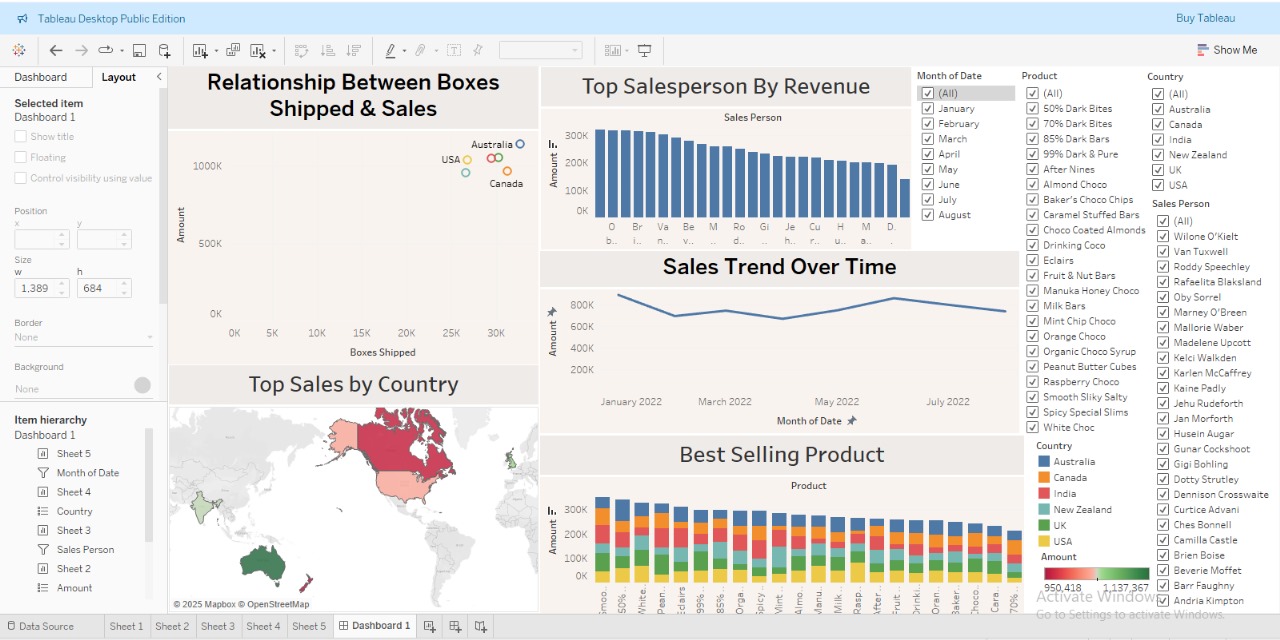 Tableau Desktop Public Edition
Buy Tableau
Show Me
Dashboard
Layout
Selected item
Dashboard 1
Show title
Floating
Control visibility using value
Position
x
y
Size
w
h
1,389
684
Border
None
Background
None
Item hierarchy
Dashboard 1
Sheet 5
Month of Date
Sheet 4
Country
Sheet 3
Sales Person
Sheet 2
Amount
Relationship Between Boxes
Shipped & Sales
1000K
500K
0K
Amount
Australia
USA
Canada
0K 5K 10K 15K 20K 25K 30K
Boxes Shipped
Top Sales by Country
© 2025 Mapbox © OpenStreetMap
Top Salesperson By Revenue
Sales Person
Amount
300K
200K
100K
0K
O Br Va Be M Ro Gi Je Cu H M D.
b.. i.. n.. v.. .. d.. .. h.. r.. u.. a.. ..
Sales Trend Over Time
Amount
800K
600K
400K
200K
January 2022 March 2022 May 2022 July 2022
Month of Date
Best Selling Product
Product
Amount
300K
200K
100K
0K
Smoo.. 50%.. White.. Pean.. Eclairs 99%.. 85%.. Orga.. Spicy.. Mint.. Almo.. Manu.. Milk.. Rasp.. After.. Fruit.. Drinki.. Oran.. Baker.. Choco.. Cara.. 70%..
Month of Date
(All)
January
February
March
April
May
June
July
August
Product
(All)
50% Dark Bites
70% Dark Bites
85% Dark Bars
99% Dark & Pure
After Nines
Almond Choco
Baker's Choco Chips
Caramel Stuffed Bars
Choco Coated Almonds
Drinking Coco
Eclairs
Fruit & Nut Bars
Manuka Honey Choco
Milk Bars
Mint Chip Choco
Orange Choco
Organic Choco Syrup
Peanut Butter Cubes
Raspberry Choco
Smooth Sliky Salty
Spicy Special Slims
White Choc
Country
Australia
Canada
India
New Zealand
UK
USA
Amount
950,418 1,137,367
Country
(All)
Australia
Canada
India
New Zealand
UK
USA
Sales Person
(All)
Wilone O'Kielt
Van Tuxwell
Roddy Speechley
Rafaelita Blaksland
Oby Sorrel
Marney O'Breen
Mallorie Waber
Madelene Upcott
Kelci Walkden
Karlen McCaffrey
Kaine Padly
Jehu Rudeforth
Jan Morforth
Husein Augar
Gunar Cockshoot
Gigi Bohling
Dotty Strutley
Dennison Crosswaite
Curtice Advani
Ches Bonnell
Camilla Castle
Brien Boise
Beverie Moffet
Barr Faughny
Andria Kimpton
Activate Windows
Go to Settings to activate Windows.
Data Source
Sheet 1
Sheet 2
Sheet 3
Sheet 4
Sheet 5
Dashboard 1